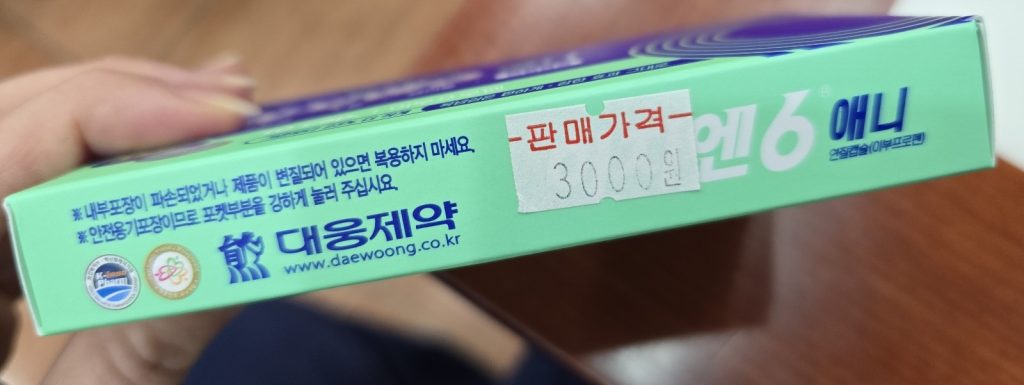 ※내부포장이 파손되었거나 제품이 변질되어 있으면 복용하지 마세요.
※안전용기포장이므로 포켓부분을 강하게 눌러 주십시요.
대웅제약
www.daewoong.co.kr
판매가격
3000원
엔6® 애니
연질캡슐(이부프로펜)